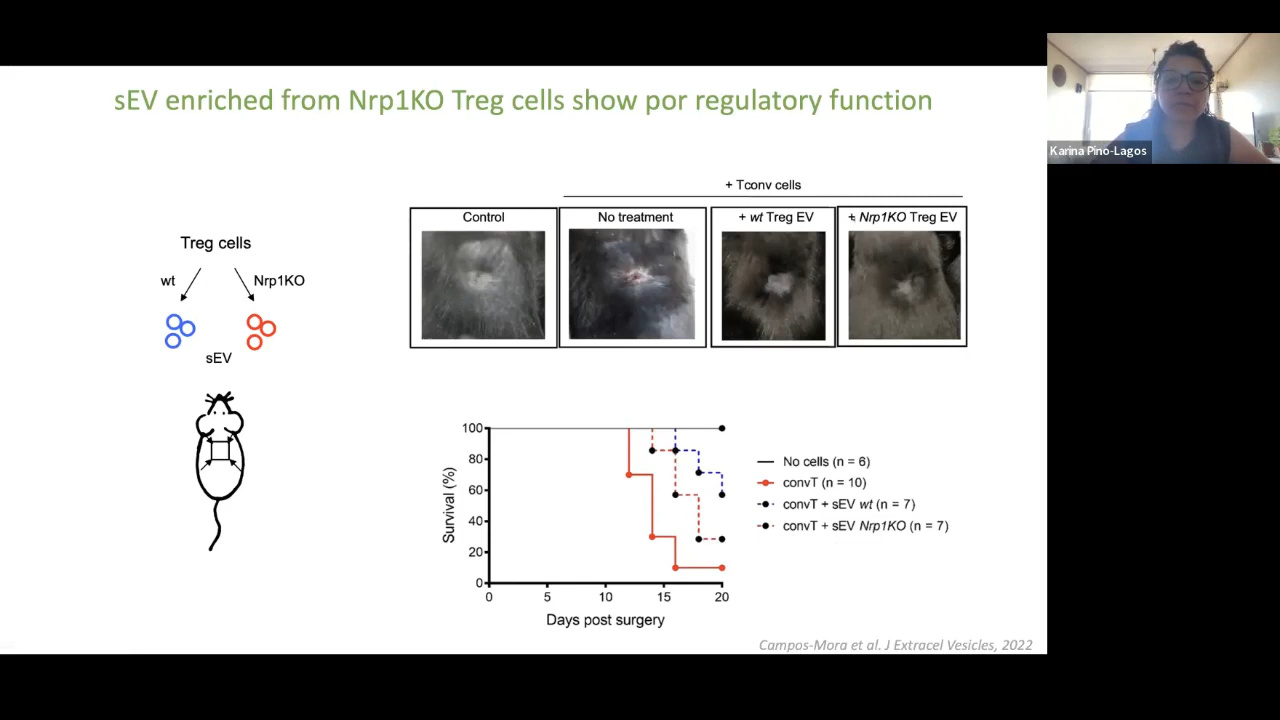 sEV enriched from Nrp1KO Treg cells show por regulatory function
Karina Pino-Lagos
+ Tconv cells
Control
No treatment
+ wt Treg EV
+ Nrp1KO Treg EV
Treg cells
wt
Nrp1KO
sEV
100
80
60
40
20
0
Survival (%)
0 5 10 15 20
Days post surgery
No cells (n = 6)
convT (n = 10)
convT + sEV wt (n = 7)
convT + sEV Nrp1KO (n = 7)
Campos-Mora et al. J Extracel Vesicles, 2022